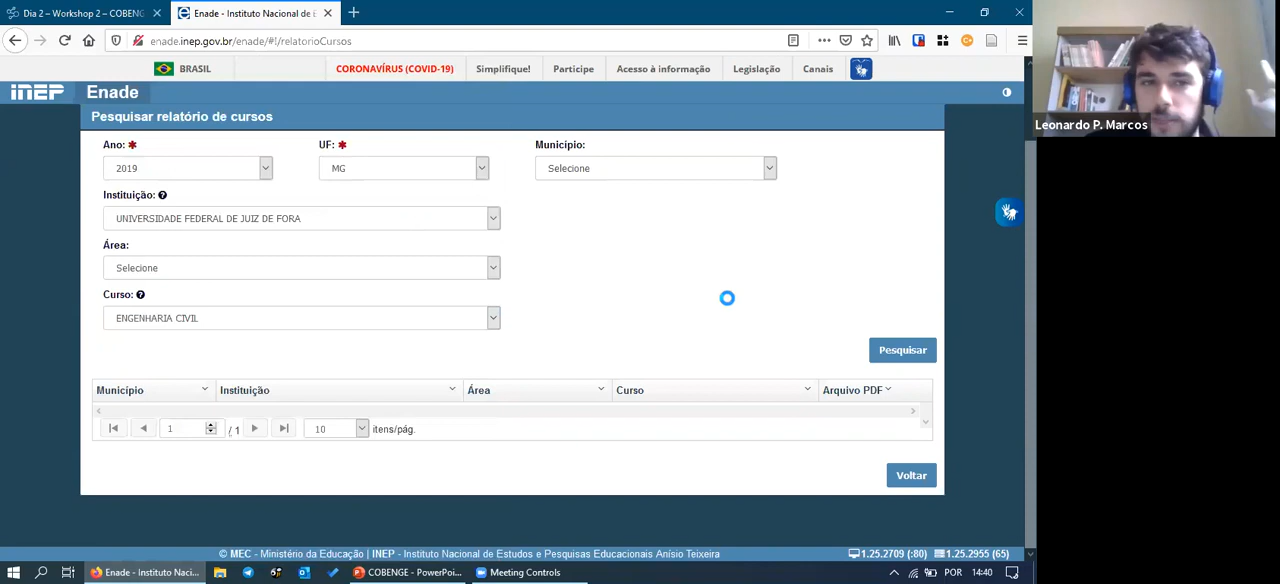 Dia 2 – Workshop 2 – COBENG
Enade - Instituto Nacional de E
enade.inep.gov.br/enade/#!/relatorioCursos
BRASIL
CORONAVÍRUS (COVID-19)
Simplifique!
Participe
Acesso à informação
Legislação
Canais
inep
Enade
Leonardo P. Marcos
Pesquisar relatório de cursos
Ano: * UF: * Município:
2019 MG Selecione
Instituição:
UNIVERSIDADE FEDERAL DE JUIZ DE FORA
Área:
Selecione
Curso:
ENGENHARIA CIVIL
Pesquisar
Município Instituição Área Curso Arquivo PDF
1 / 1 10 itens/pág.
Voltar
© MEC - Ministério da Educação | INEP - Instituto Nacional de Estudos e Pesquisas Educacionais Anísio Teixeira
1.25.2709 (:80) 1.25.2955 (65)
Enade - Instituto Naci...
COBENGE - PowerPoi...
Meeting Controls
POR 14:40